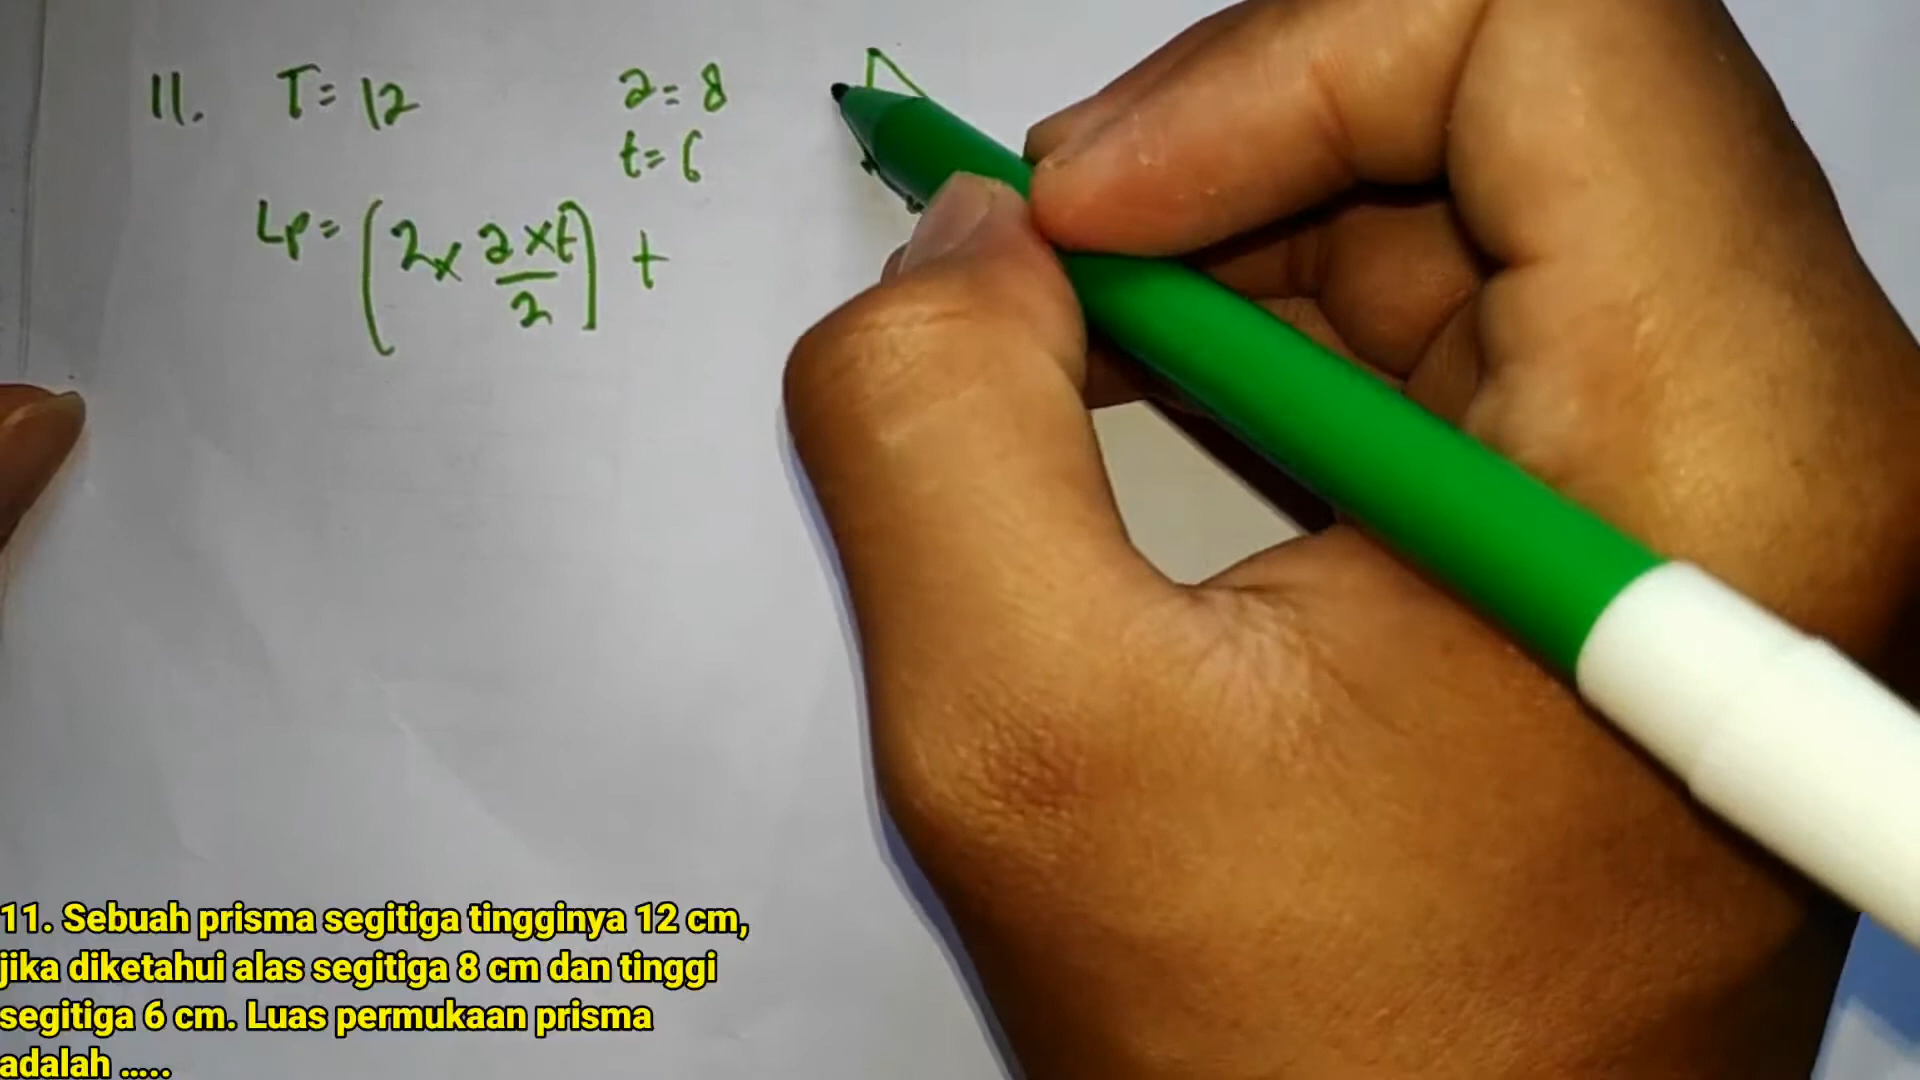 11. T = 12 a = 8
t = 6
Lp = (2 x a x t / 2) +
11. Sebuah prisma segitiga tingginya 12 cm,
jika diketahui alas segitiga 8 cm dan tinggi
segitiga 6 cm. Luas permukaan prisma
adalah .....